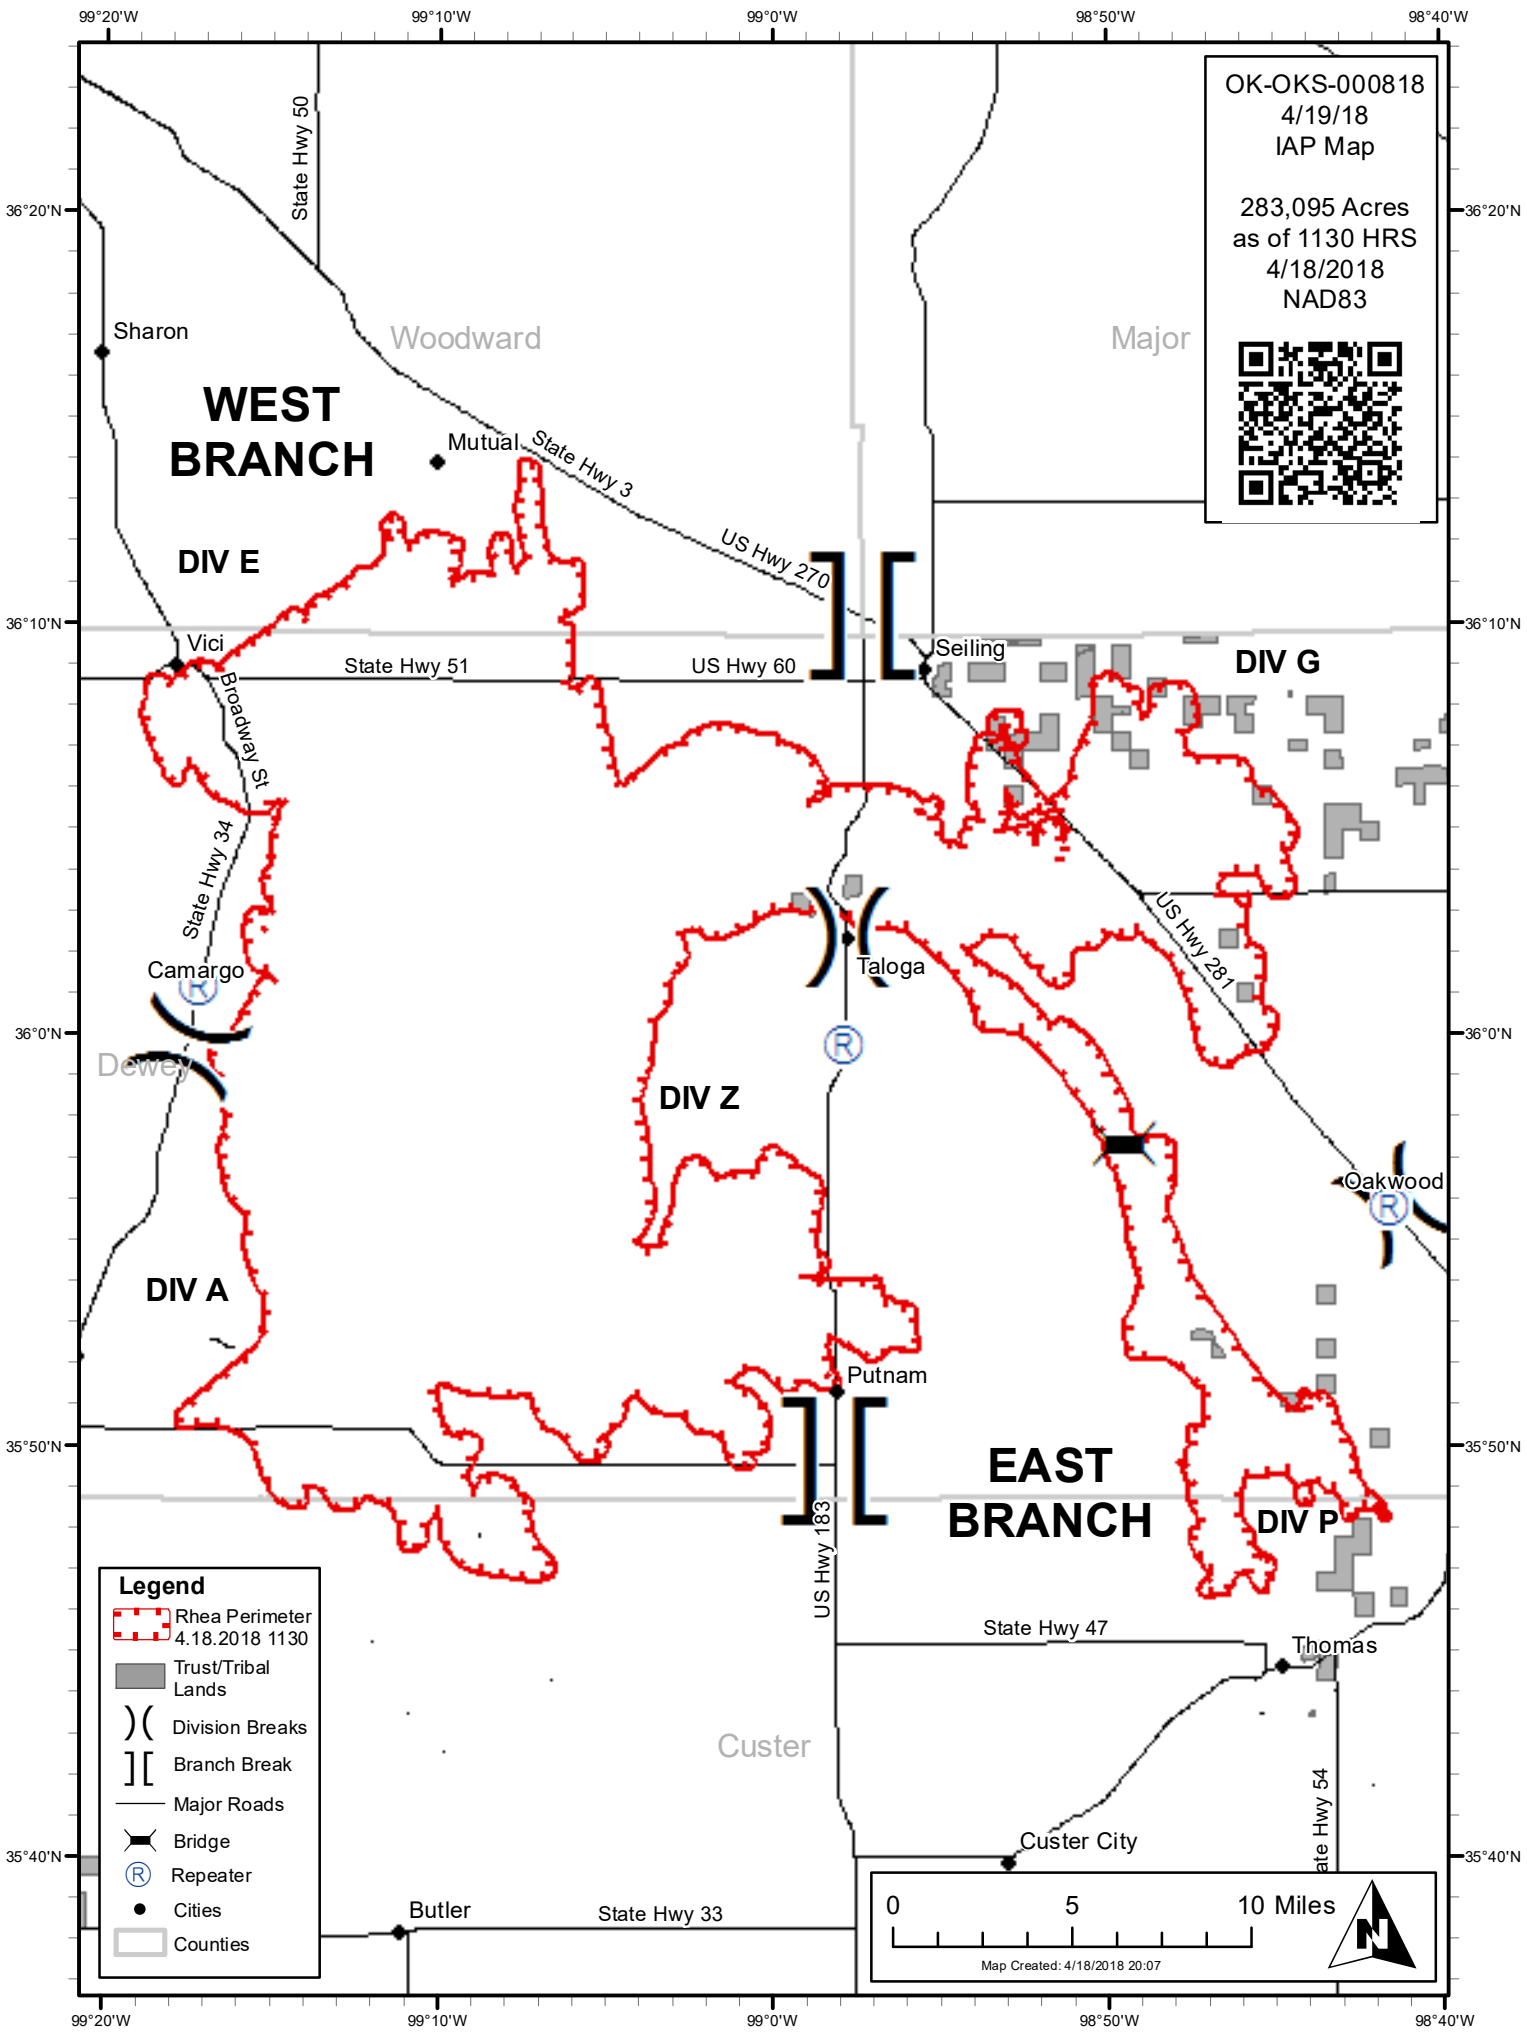 99°20'W
99°10'W
99°0'W
98°50'W
98°40'W
OK-OKS-000818
4/19/18
IAP Map
283,095 Acres
as of 1130 HRS
4/18/2018
NAD83
State Hwy 50
36°20'N
36°20'N
Sharon
Woodward
Major
WEST
BRANCH
Mutual
State Hwy 3
US Hwy 270
DIV E
36°10'N
36°10'N
Vici
Seiling
DIV G
State Hwy 51
US Hwy 60
Broadway St
State Hwy 34
US Hwy 281
Camargo
R
Taloga
36°0'N
36°0'N
R
Dewey
DIV Z
Oakwood
R
DIV A
Putnam
35°50'N
35°50'N
EAST
BRANCH
DIV P
US Hwy 183
Legend
Rhea Perimeter
4.18.2018 1130
Trust/Tribal
Lands
Division Breaks
Branch Break
Major Roads
Bridge
R Repeater
Cities
Counties
State Hwy 47
Thomas
Custer
ate Hwy 54
Custer City
35°40'N
35°40'N
Butler
State Hwy 33
0 5 10 Miles
N
Map Created: 4/18/2018 20:07
99°20'W
99°10'W
99°0'W
98°50'W
98°40'W